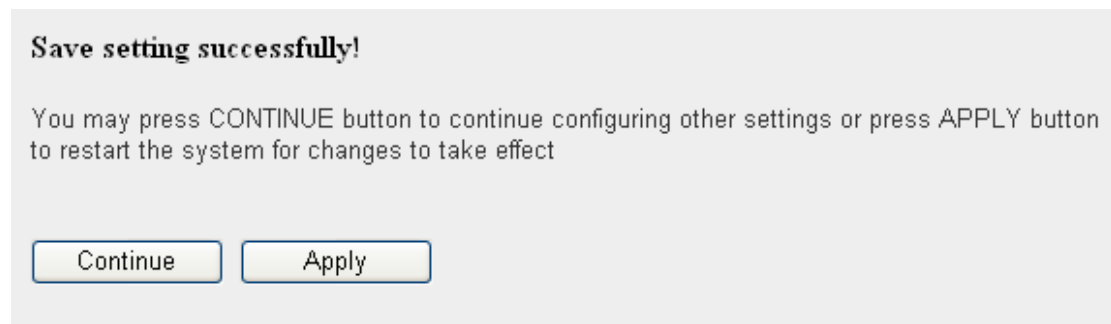 Save setting successfully!
You may press CONTINUE button to continue configuring other settings or press APPLY button
to restart the system for changes to take effect
Continue
Apply